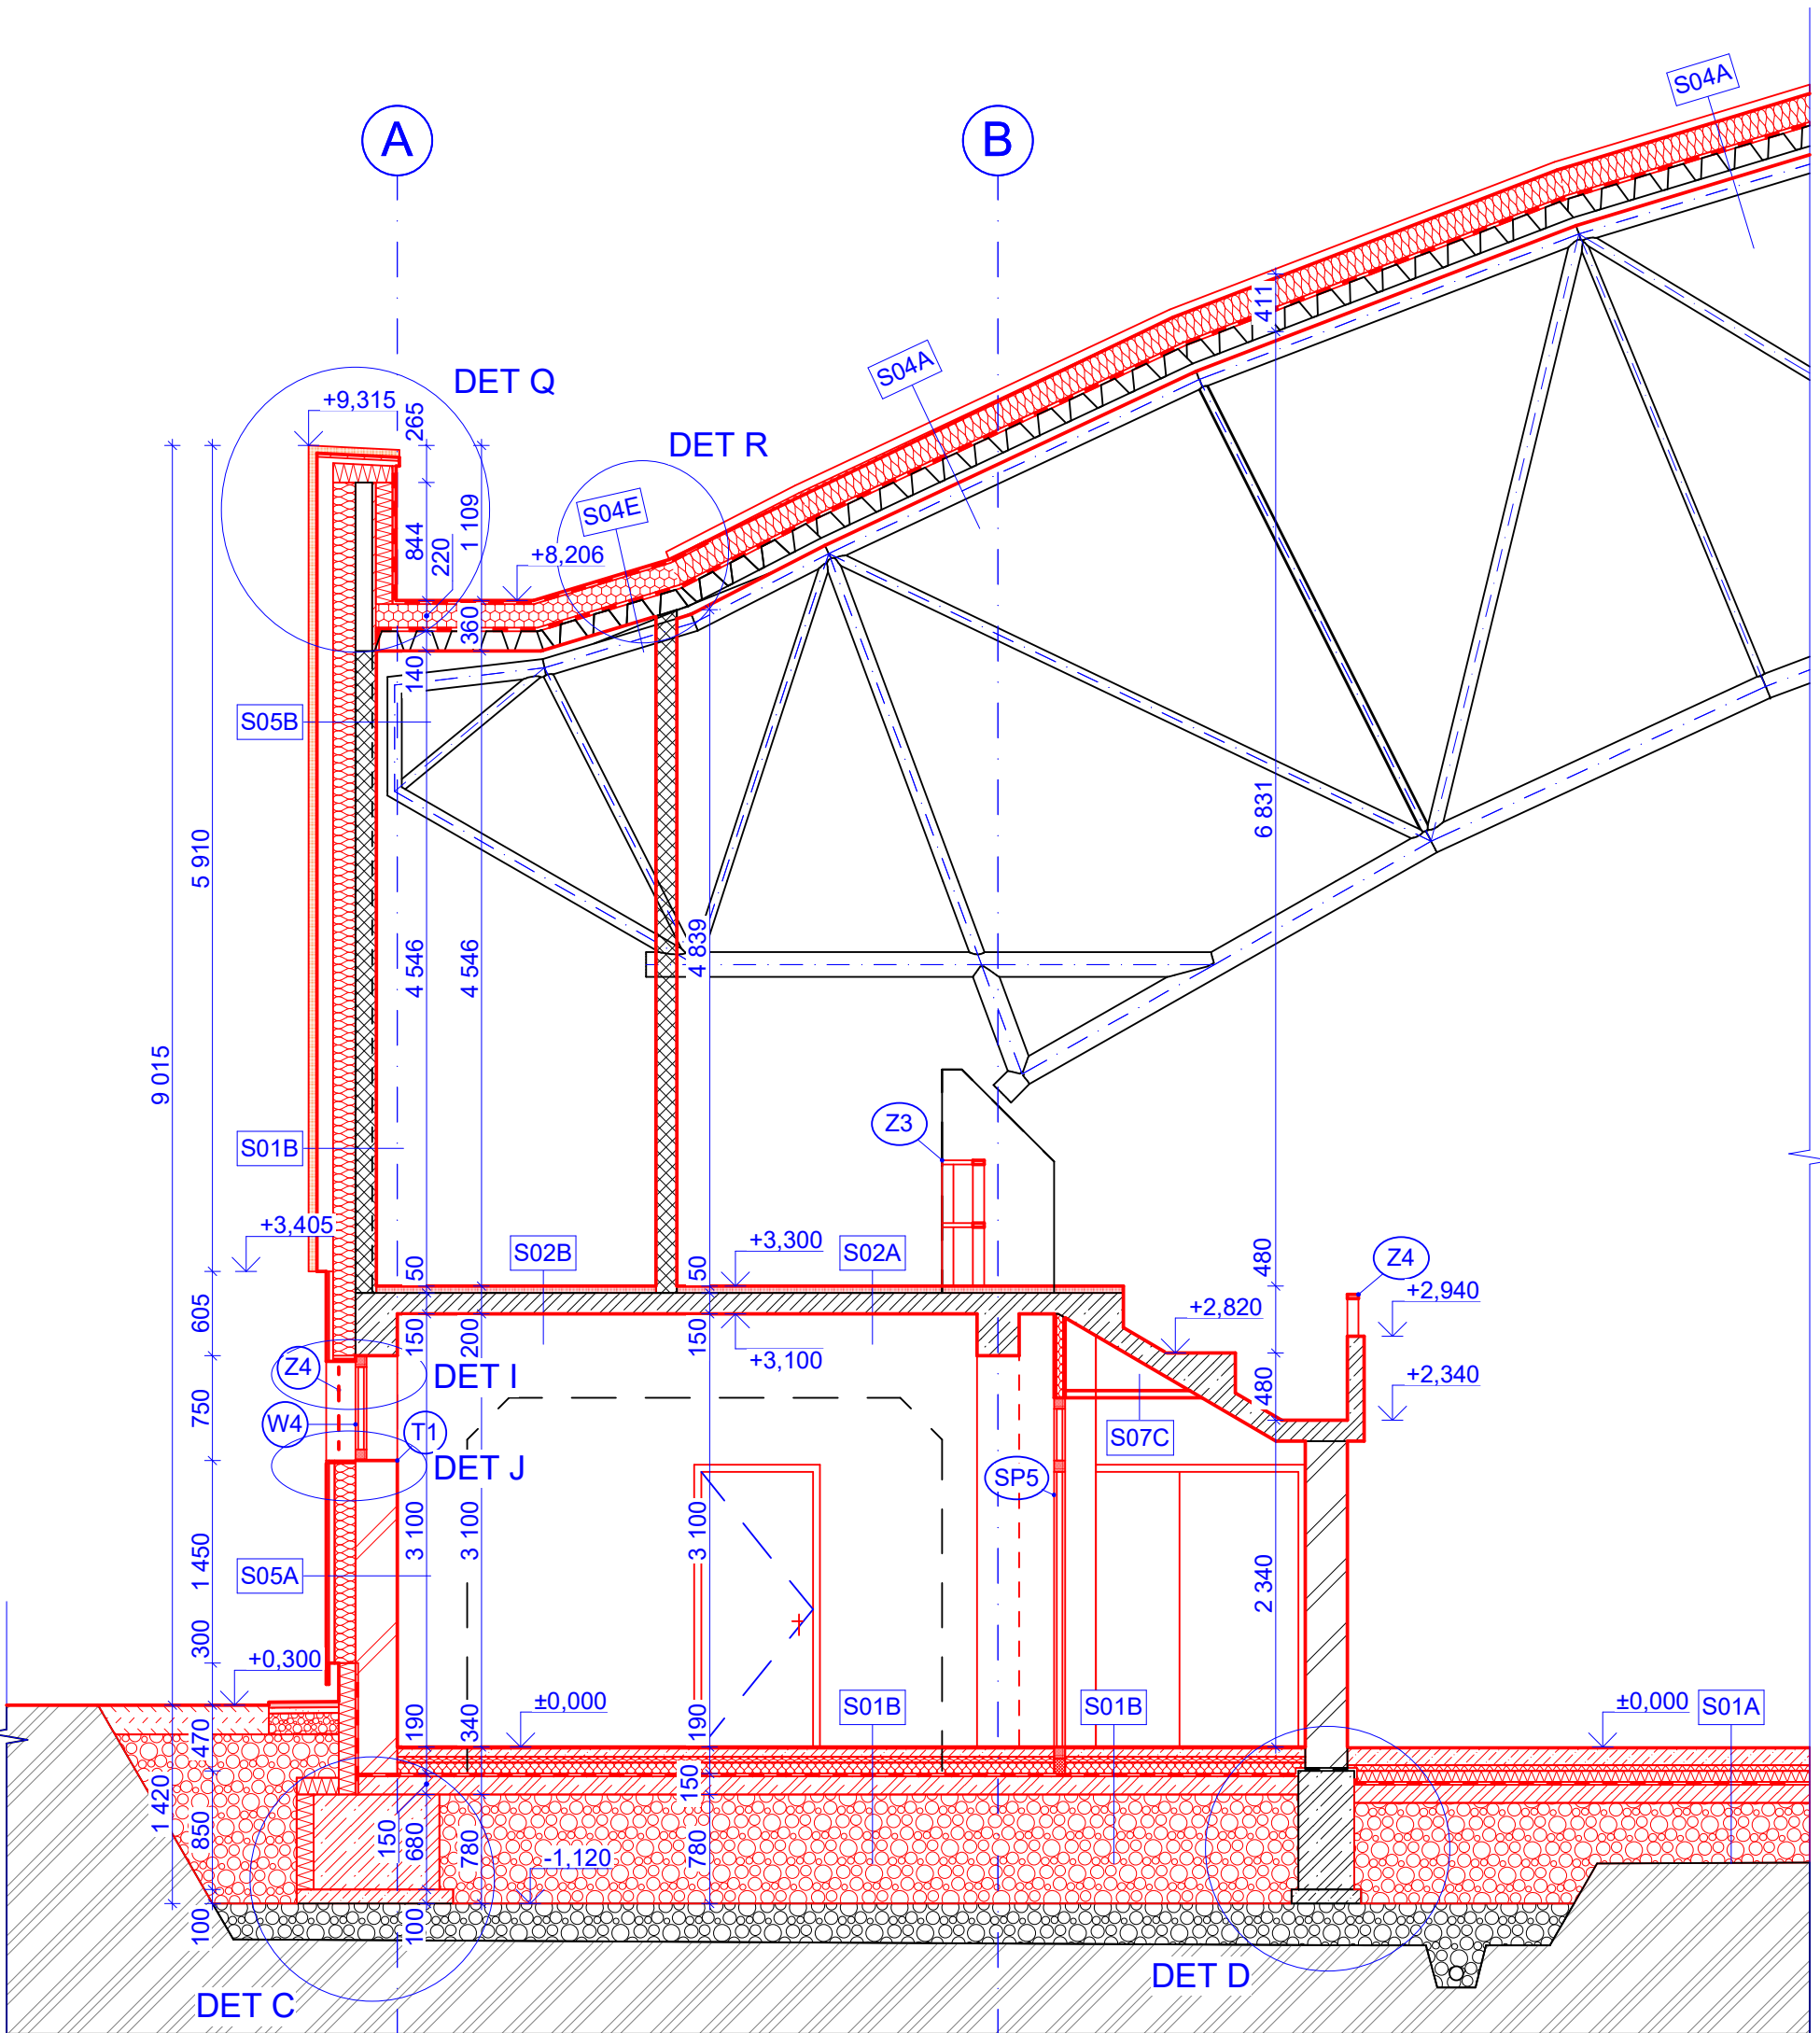 S04A
A
B
411
S04A
DET Q
+9,315
265
DET R
S04E
1 109
844
220
+8,206
360
140
S05B
6 831
5 910
4 546
4 546
4 839
9 015
Z3
S01B
+3,405
+3,300
S02B
S02A
50
50
480
Z4
+2,940
+2,820
605
150
200
150
+3,100
Z4
DET I
+2,340
480
750
W4
T1
S07C
DET J
SP5
3 100
3 100
3 100
1 450
S05A
2 340
300
+0,300
±0,000
S01B
S01B
±0,000
S01A
190
340
190
470
150
1 420
850
150
680
780
780
-1,120
100
100
DET C
DET D